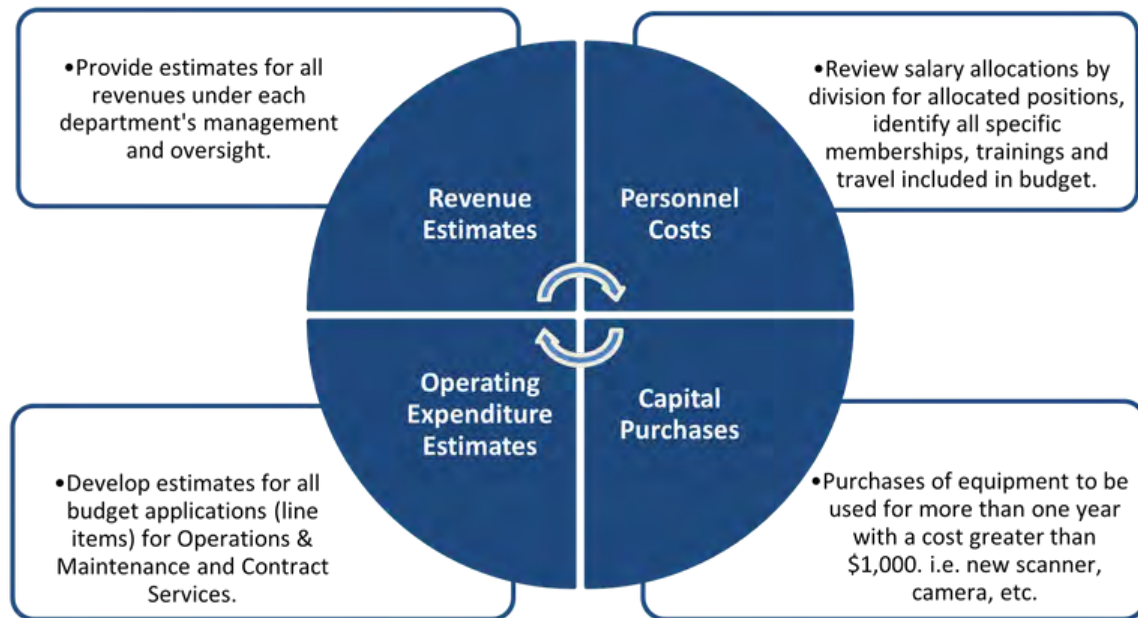 •Provide estimates for all
revenues under each
department's management
and oversight.
•Review salary allocations by
division for allocated positions,
identify all specific
memberships, trainings and
travel included in budget.
Revenue
Estimates
Personnel
Costs
Operating
Expenditure
Estimates
Capital
Purchases
•Develop estimates for all
budget applications (line
items) for Operations &
Maintenance and Contract
Services.
•Purchases of equipment to be
used for more than one year
with a cost greater than
$1,000. i.e. new scanner,
camera, etc.